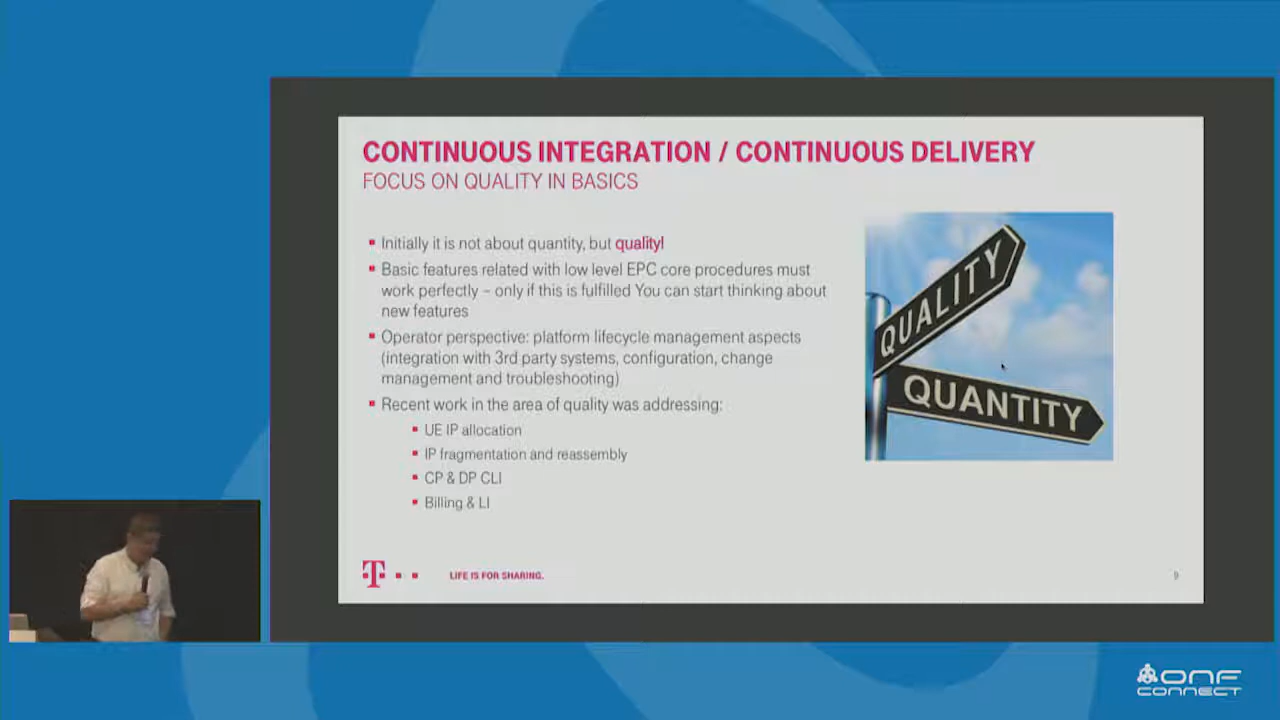 CONTINUOUS INTEGRATION / CONTINUOUS DELIVERY
FOCUS ON QUALITY IN BASICS
Initially it is not about quantity, but quality!
Basic features related with low level EPC core procedures must
work perfectly – only if this is fulfilled You can start thinking about
new features
Operator perspective: platform lifecycle management aspects
(integration with 3rd party systems, configuration, change
management and troubleshooting)
Recent work in the area of quality was addressing:
UE IP allocation
IP fragmentation and reassembly
CP & DP CLI
Billing & LI
QUALITY
QUANTITY
T
LIFE IS FOR SHARING.
9
ONF
CONNECT